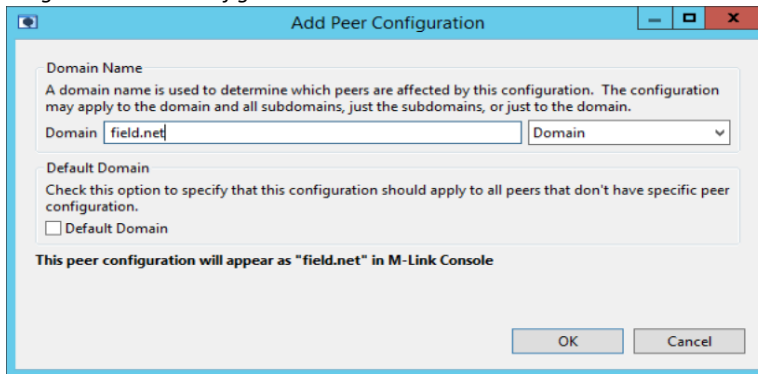 Add Peer Configuration
Domain Name
A domain name is used to determine which peers are affected by this configuration. The configuration
may apply to the domain and all subdomains, just the subdomains, or just to the domain.
Domain field.net Domain
Default Domain
Check this option to specify that this configuration should apply to all peers that don't have specific peer
configuration.
Default Domain
This peer configuration will appear as "field.net" in M-Link Console
OK Cancel